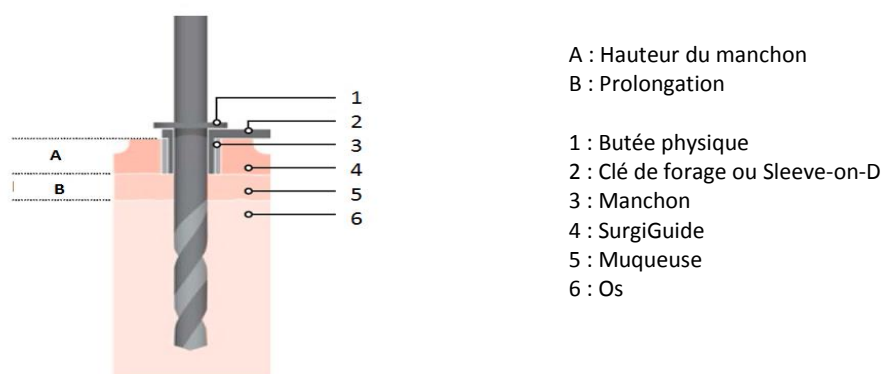 1
2
3
4
5
6
A
B
A : Hauteur du manchon
B : Prolongation
1 : Butée physique
2 : Clé de forage ou Sleeve-on-D
3 : Manchon
4 : SurgiGuide
5 : Muqueuse
6 : Os